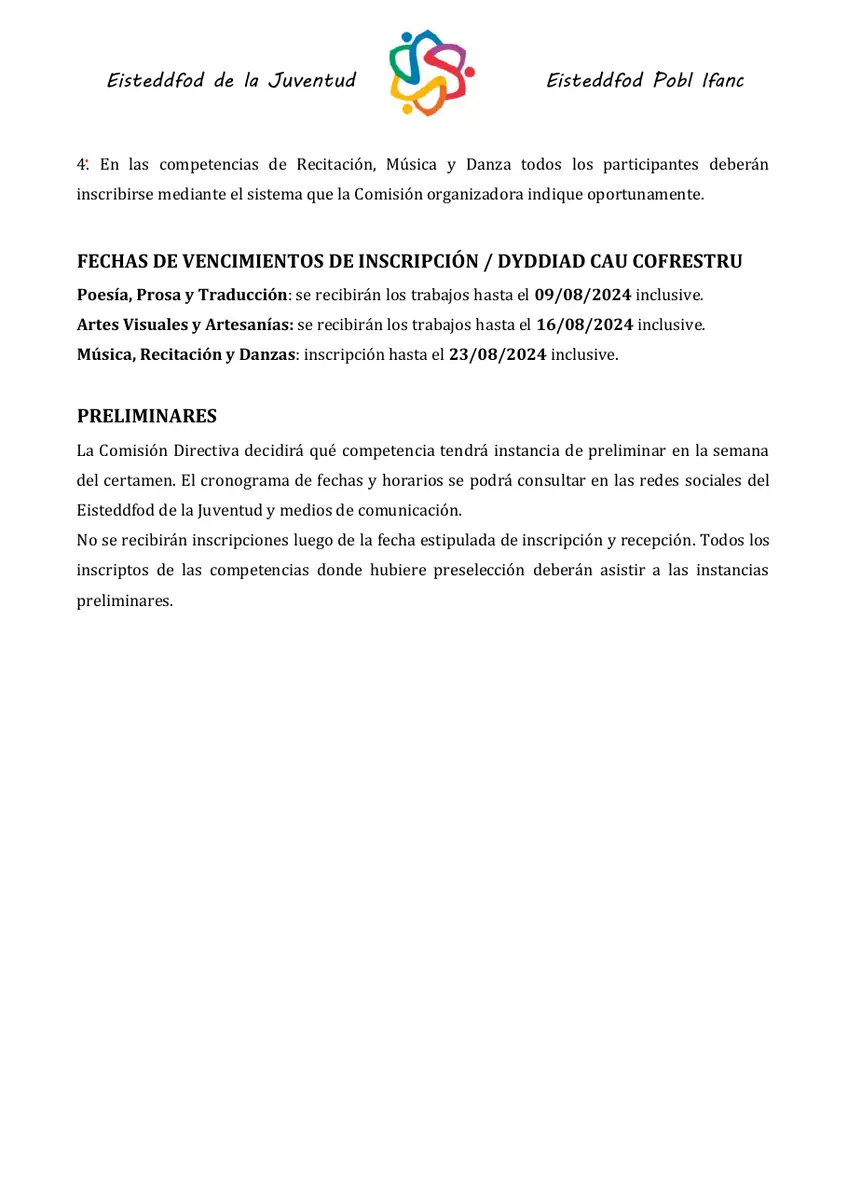 Eisteddfod de la Juventud
Eisteddfod Pobl Ifanc
4. En las competencias de Recitación, Música y Danza todos los participantes deberán
inscribirse mediante el sistema que la Comisión organizadora indique oportunamente.
FECHAS DE VENCIMIENTOS DE INSCRIPCIÓN / DYDDIAD CAU COFRESTRU
Poesía, Prosa y Traducción: se recibirán los trabajos hasta el 09/08/2024 inclusive.
Artes Visuales y Artesanías: se recibirán los trabajos hasta el 16/08/2024 inclusive.
Música, Recitación y Danzas: inscripción hasta el 23/08/2024 inclusive.
PRELIMINARES
La Comisión Directiva decidirá qué competencia tendrá instancia de preliminar en la semana
del certamen. El cronograma de fechas y horarios se podrá consultar en las redes sociales del
Eisteddfod de la Juventud y medios de comunicación.
No se recibirán inscripciones luego de la fecha estipulada de inscripción y recepción. Todos los
inscriptos de las competencias donde hubiere preselección deberán asistir a las instancias
preliminares.